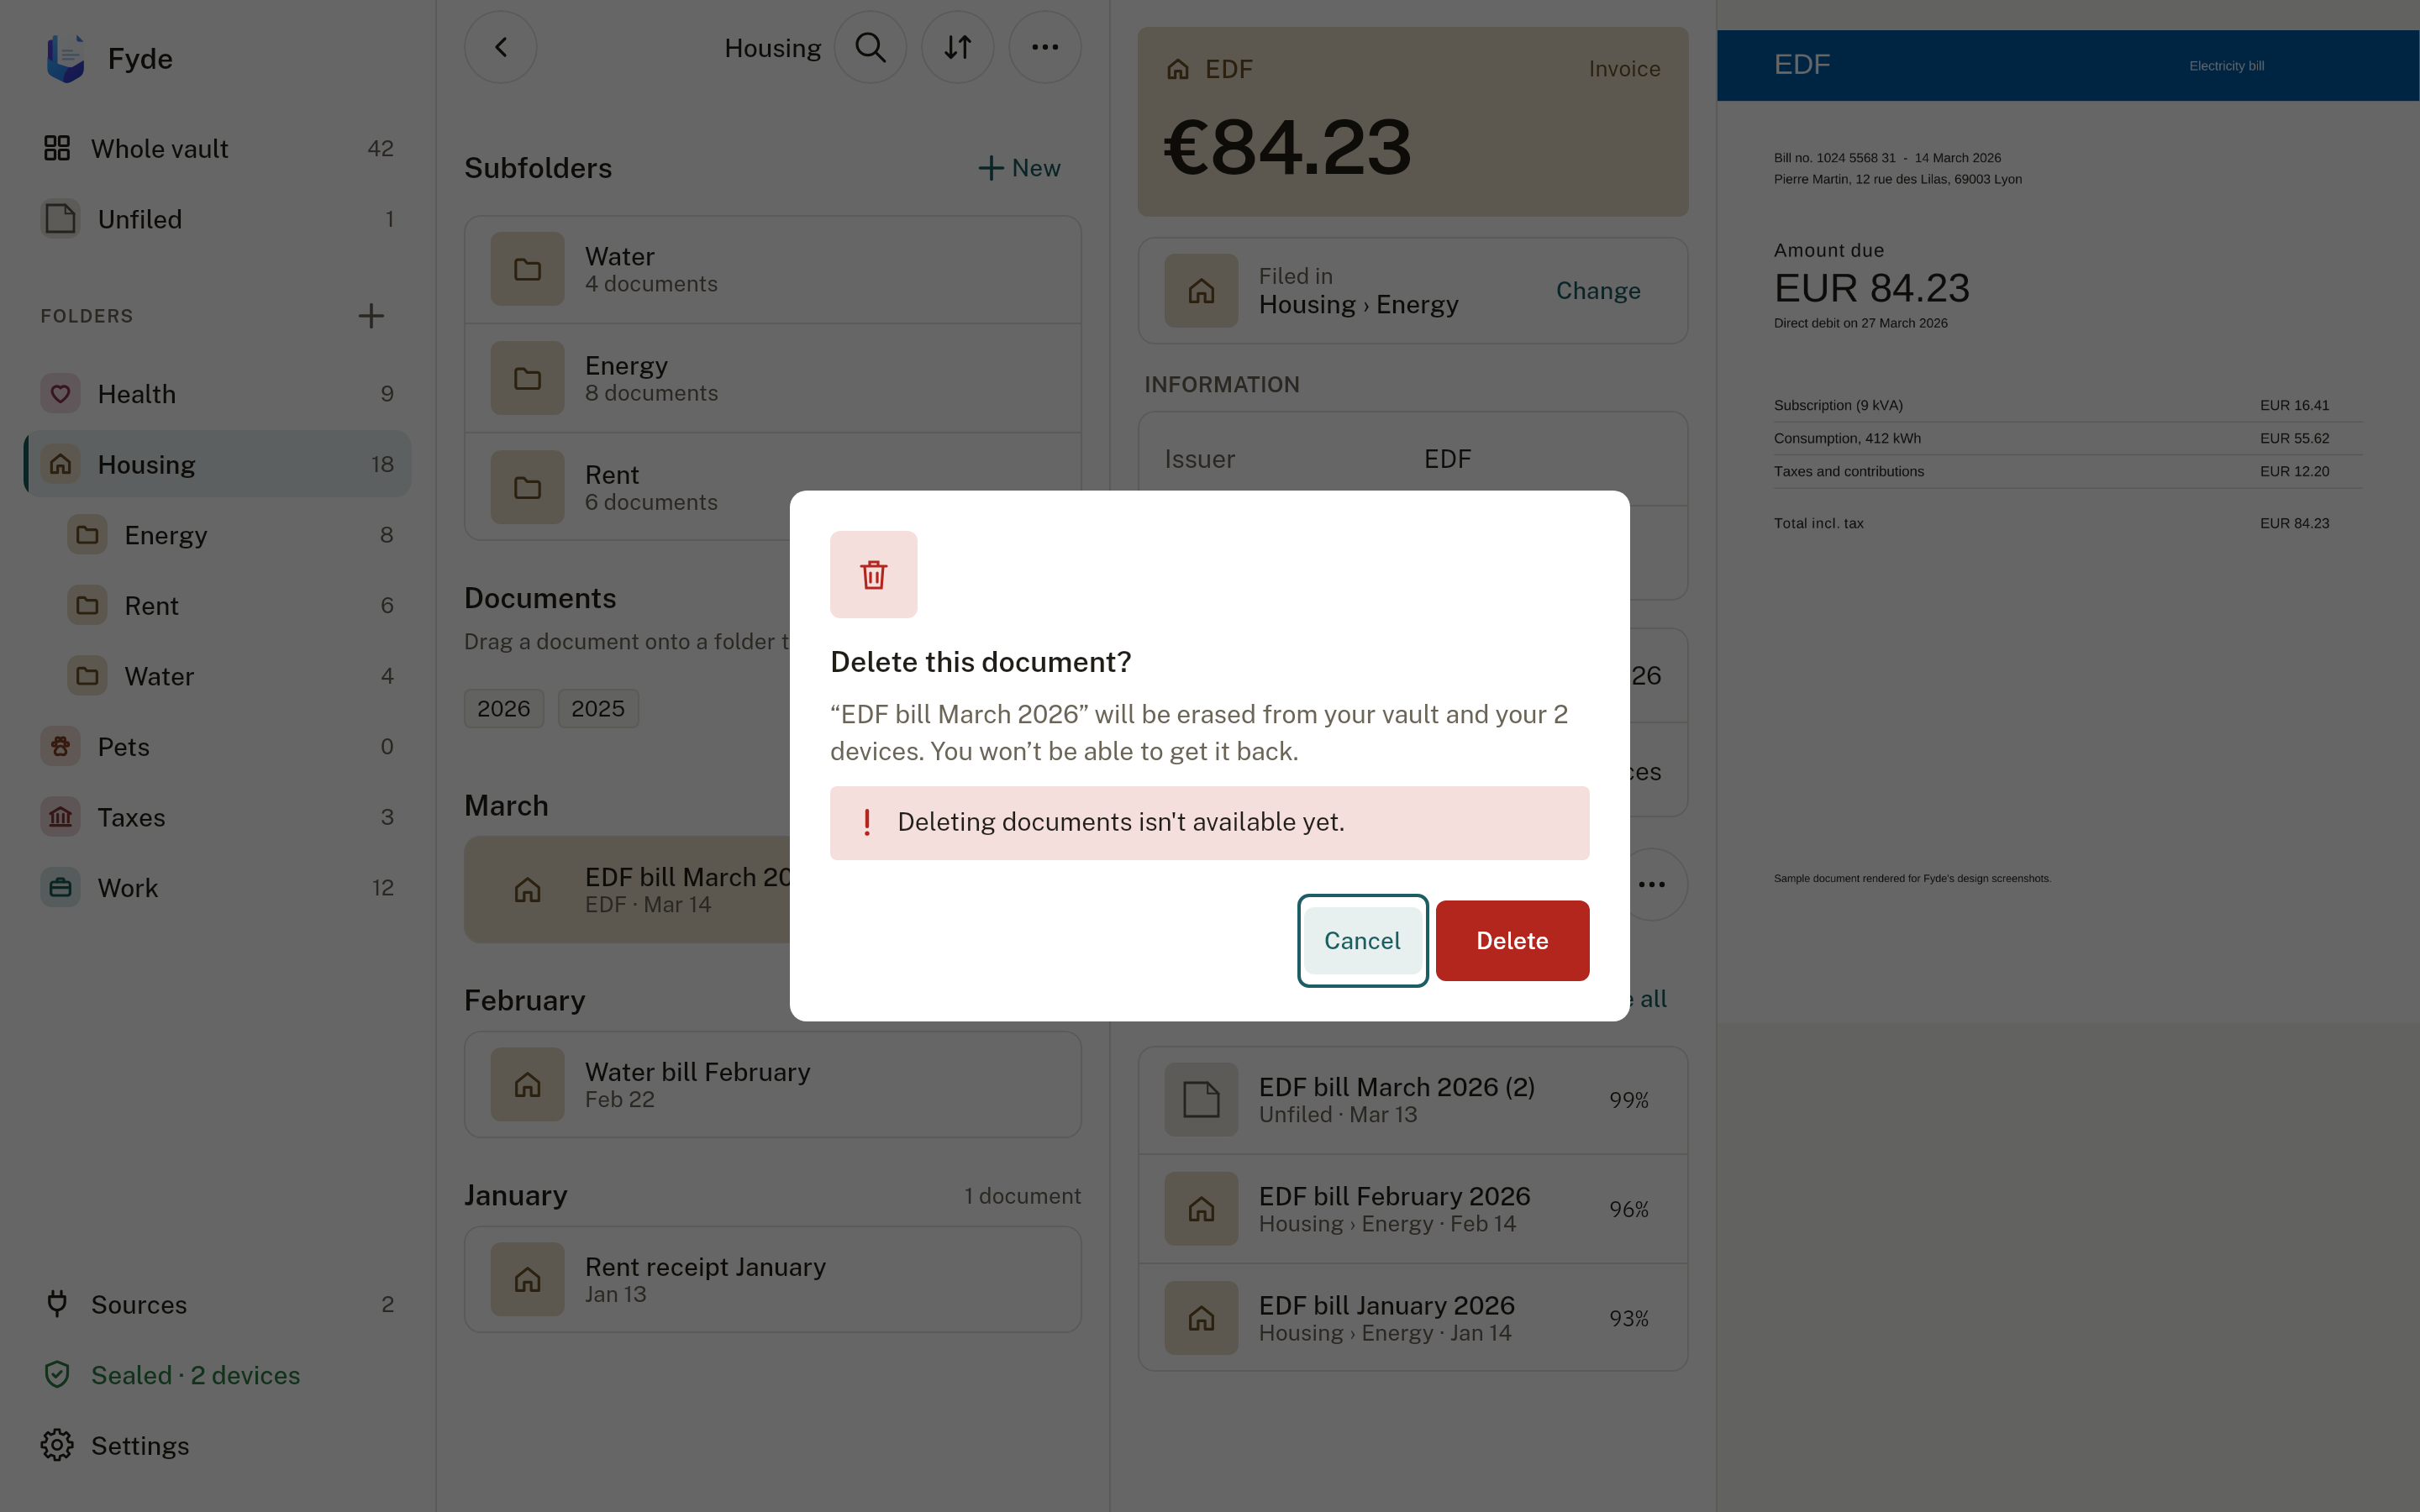 Fyde
Whole vault 42
Unfiled 1
FOLDERS
Health 9
Housing 18
Energy 8
Rent 6
Water 4
Pets 0
Taxes 3
Work 12
Sources 2
Sealed · 2 devices
Settings
Housing
Subfolders New
Water
4 documents
Energy
8 documents
Rent
6 documents
Documents
Drag a document onto a folder
2026 2025
March
EDF bill March 20
EDF · Mar 14
February
Water bill February
Feb 22
January 1 document
Rent receipt January
Jan 13
EDF Invoice
€84.23
Filed in
Housing › Energy
Change
INFORMATION
Issuer EDF
26
all
EDF bill March 2026 (2)
Unfiled · Mar 13
99%
EDF bill February 2026
Housing › Energy · Feb 14
96%
EDF bill January 2026
Housing › Energy · Jan 14
93%
Delete this document?
“EDF bill March 2026” will be erased from your vault and your 2
devices. You won’t be able to get it back.
Deleting documents isn't available yet.
Cancel Delete
EDF Electricity bill
Bill no. 1024 5568 31 - 14 March 2026
Pierre Martin, 12 rue des Lilas, 69003 Lyon
Amount due
EUR 84.23
Direct debit on 27 March 2026
Subscription (9 kVA) EUR 16.41
Consumption, 412 kWh EUR 55.62
Taxes and contributions EUR 12.20
Total incl. tax EUR 84.23
Sample document rendered for Fyde's design screenshots.